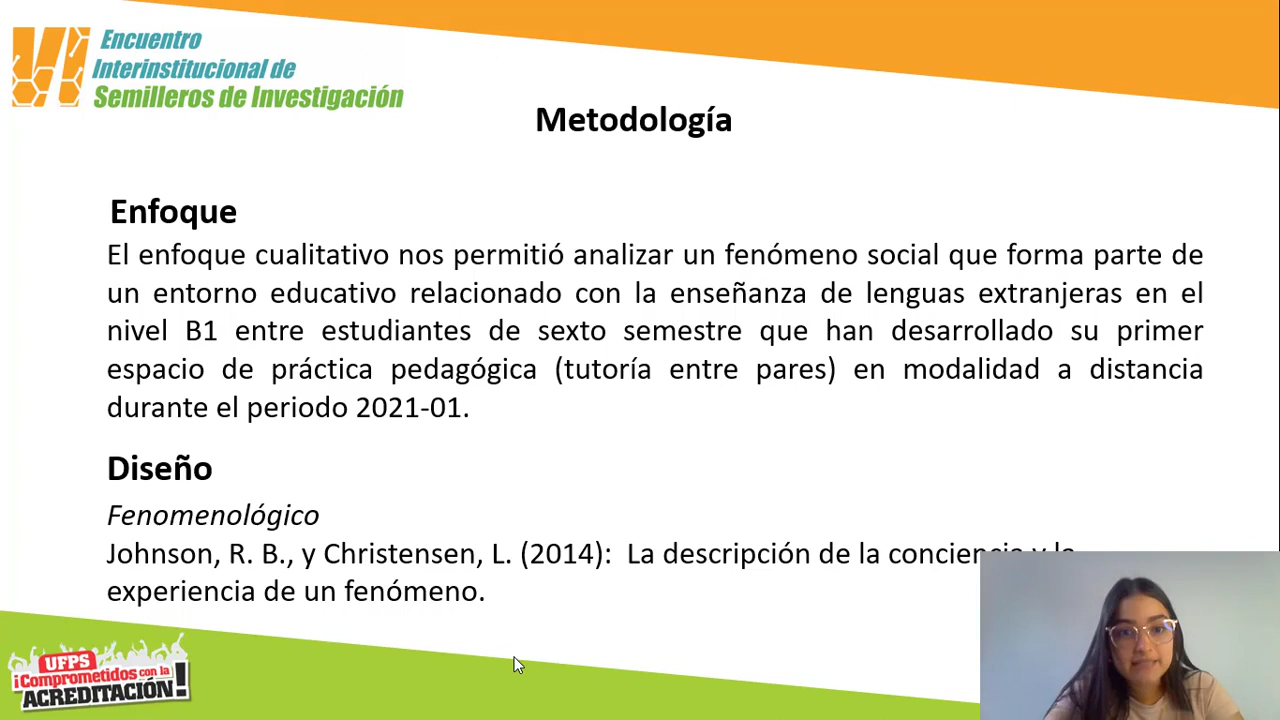 VI
Encuentro
Interinstitucional de
Semilleros de Investigación
Metodología
Enfoque
El enfoque cualitativo nos permitió analizar un fenómeno social que forma parte de
un entorno educativo relacionado con la enseñanza de lenguas extranjeras en el
nivel B1 entre estudiantes de sexto semestre que han desarrollado su primer
espacio de práctica pedagógica (tutoría entre pares) en modalidad a distancia
durante el periodo 2021-01.
Diseño
Fenomenológico
Johnson, R. B., y Christensen, L. (2014): La descripción de la conciencia y la
experiencia de un fenómeno.
UFPS
¡Comprometidos con la
ACREDITACIÓN!